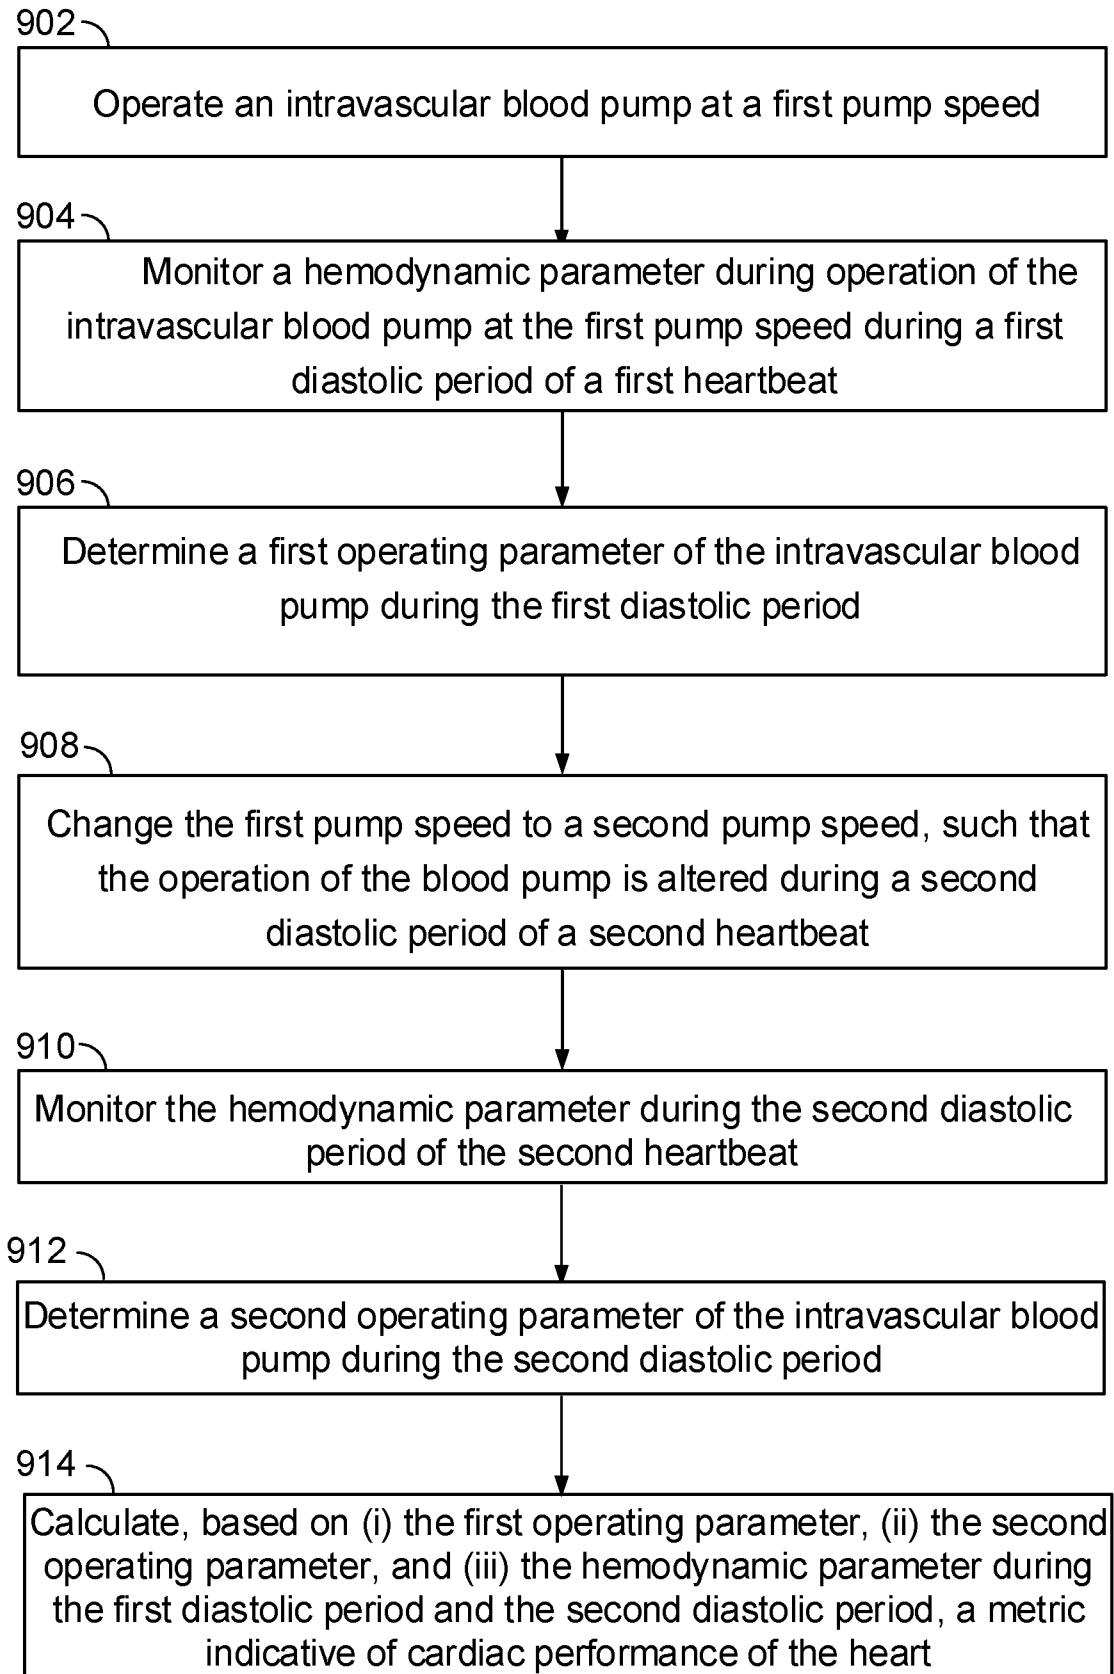 902
Operate an intravascular blood pump at a first pump speed
904
Monitor a hemodynamic parameter during operation of the
intravascular blood pump at the first pump speed during a first
diastolic period of a first heartbeat
906
Determine a first operating parameter of the intravascular blood
pump during the first diastolic period
908
Change the first pump speed to a second pump speed, such that
the operation of the blood pump is altered during a second
diastolic period of a second heartbeat
910
Monitor the hemodynamic parameter during the second diastolic
period of the second heartbeat
912
Determine a second operating parameter of the intravascular blood
pump during the second diastolic period
914
Calculate, based on (i) the first operating parameter, (ii) the second
operating parameter, and (iii) the hemodynamic parameter during
the first diastolic period and the second diastolic period, a metric
indicative of cardiac performance of the heart